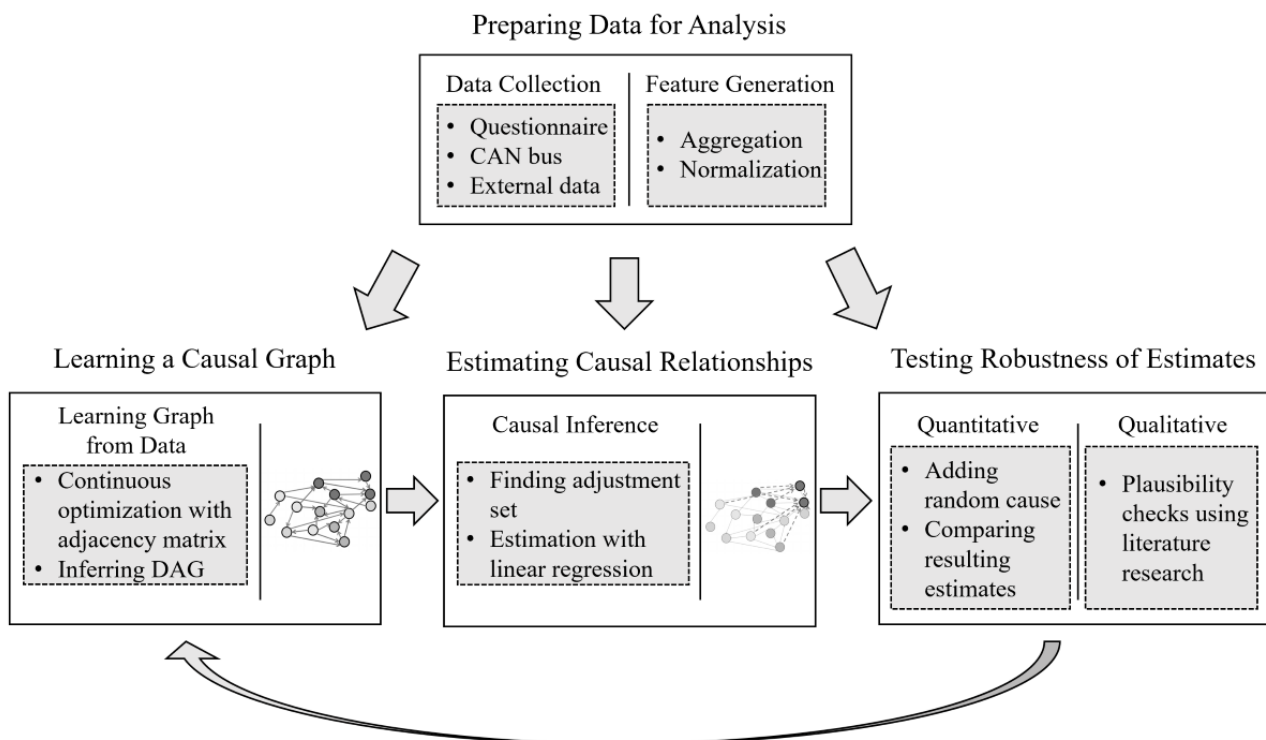 Preparing Data for Analysis
Data Collection
• Questionnaire
• CAN bus
• External data
Feature Generation
• Aggregation
• Normalization
Learning a Causal Graph
Learning Graph
from Data
• Continuous
optimization with
adjacency matrix
• Inferring DAG
Estimating Causal Relationships
Causal Inference
• Finding adjustment
set
• Estimation with
linear regression
Testing Robustness of Estimates
Quantitative
• Adding
random cause
• Comparing
resulting
estimates
Qualitative
• Plausibility
checks using
literature
research